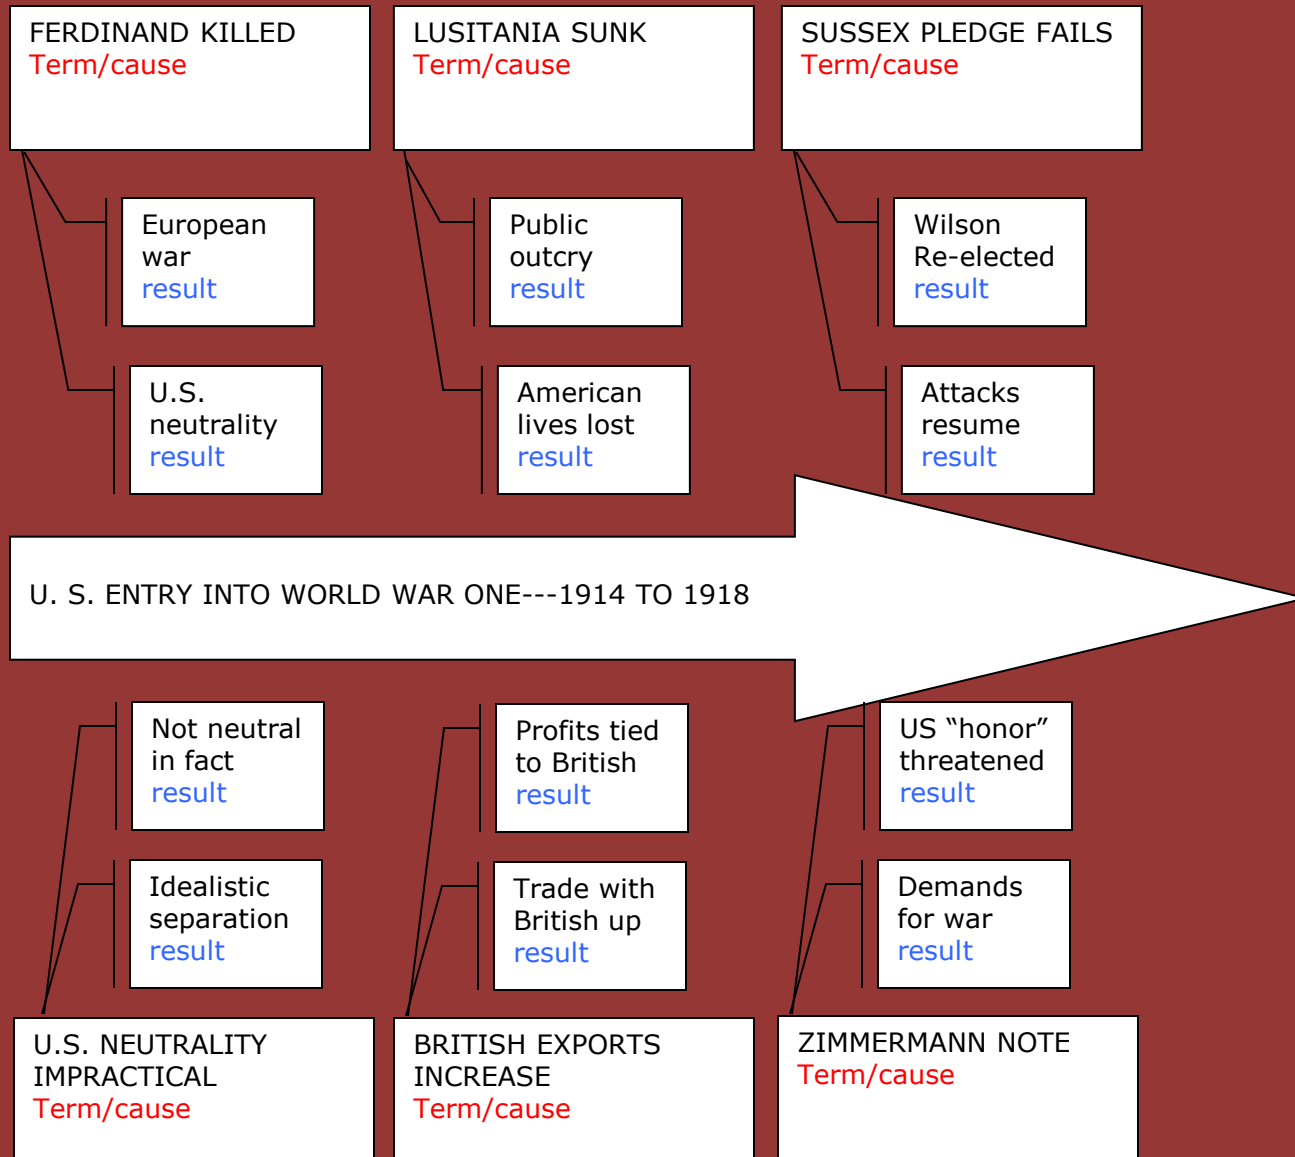 FERDINAND KILLED
Term/cause
LUSITANIA SUNK
Term/cause
SUSSEX PLEDGE FAILS
Term/cause
European
war
result
Public
outcry
result
Wilson
Re-elected
result
U.S.
neutrality
result
American
lives lost
result
Attacks
resume
result
U. S. ENTRY INTO WORLD WAR ONE---1914 TO 1918
Not neutral
in fact
result
Profits tied
to British
result
US “honor”
threatened
result
Idealistic
separation
result
Trade with
British up
result
Demands
for war
result
U.S. NEUTRALITY
IMPRACTICAL
Term/cause
BRITISH EXPORTS
INCREASE
Term/cause
ZIMMERMANN NOTE
Term/cause